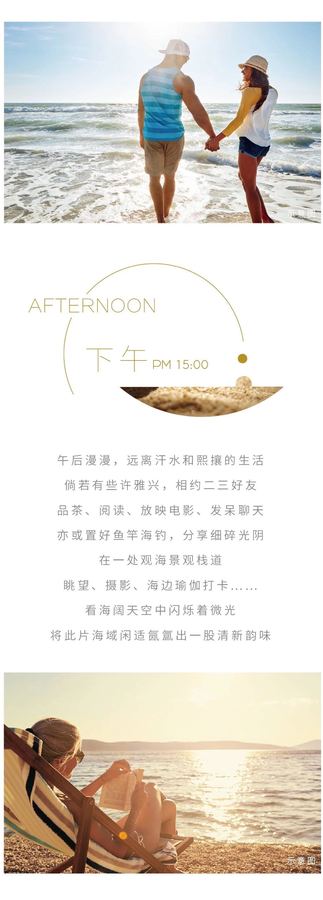 示意图
AFTERNOON
下午 PM 15:00
午后漫漫，远离汗水和熙攘的生活
倘若有些许雅兴，相约二三好友
品茶、阅读、放映电影、发呆聊天
亦或置好鱼竿海钓，分享细碎光阴
在一处观海景观栈道
眺望、摄影、海边瑜伽打卡……
看海阔天空中闪烁着微光
将此片海域闲适氤氲出一股清新韵味
示意图